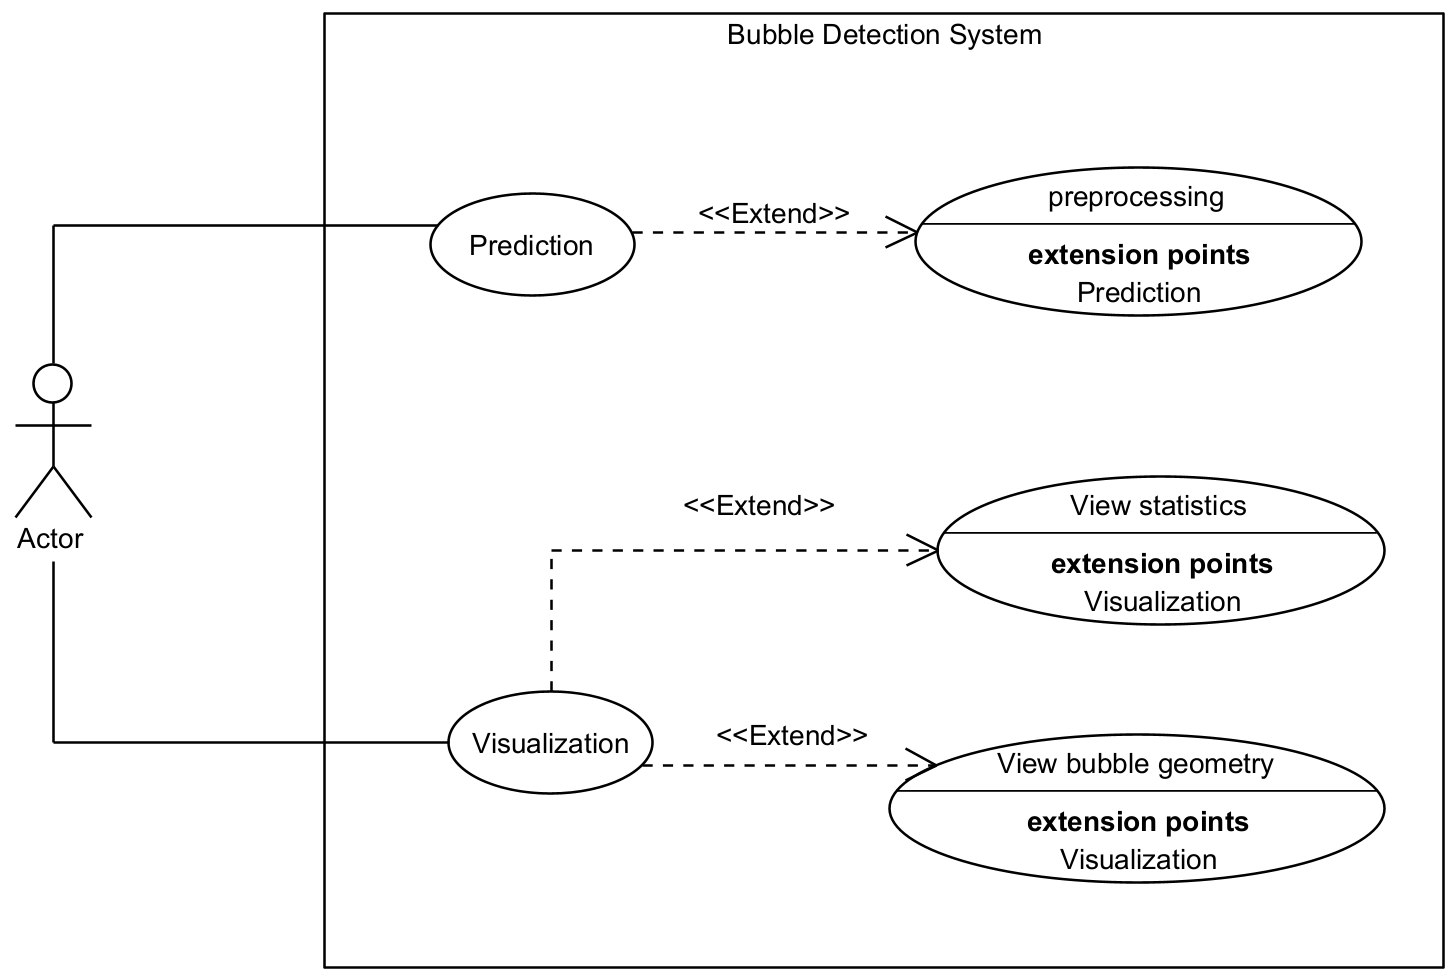 Bubble Detection System
Prediction
<<Extend>>
preprocessing
extension points
Prediction
Actor
<<Extend>>
View statistics
extension points
Visualization
Visualization
<<Extend>>
View bubble geometry
extension points
Visualization